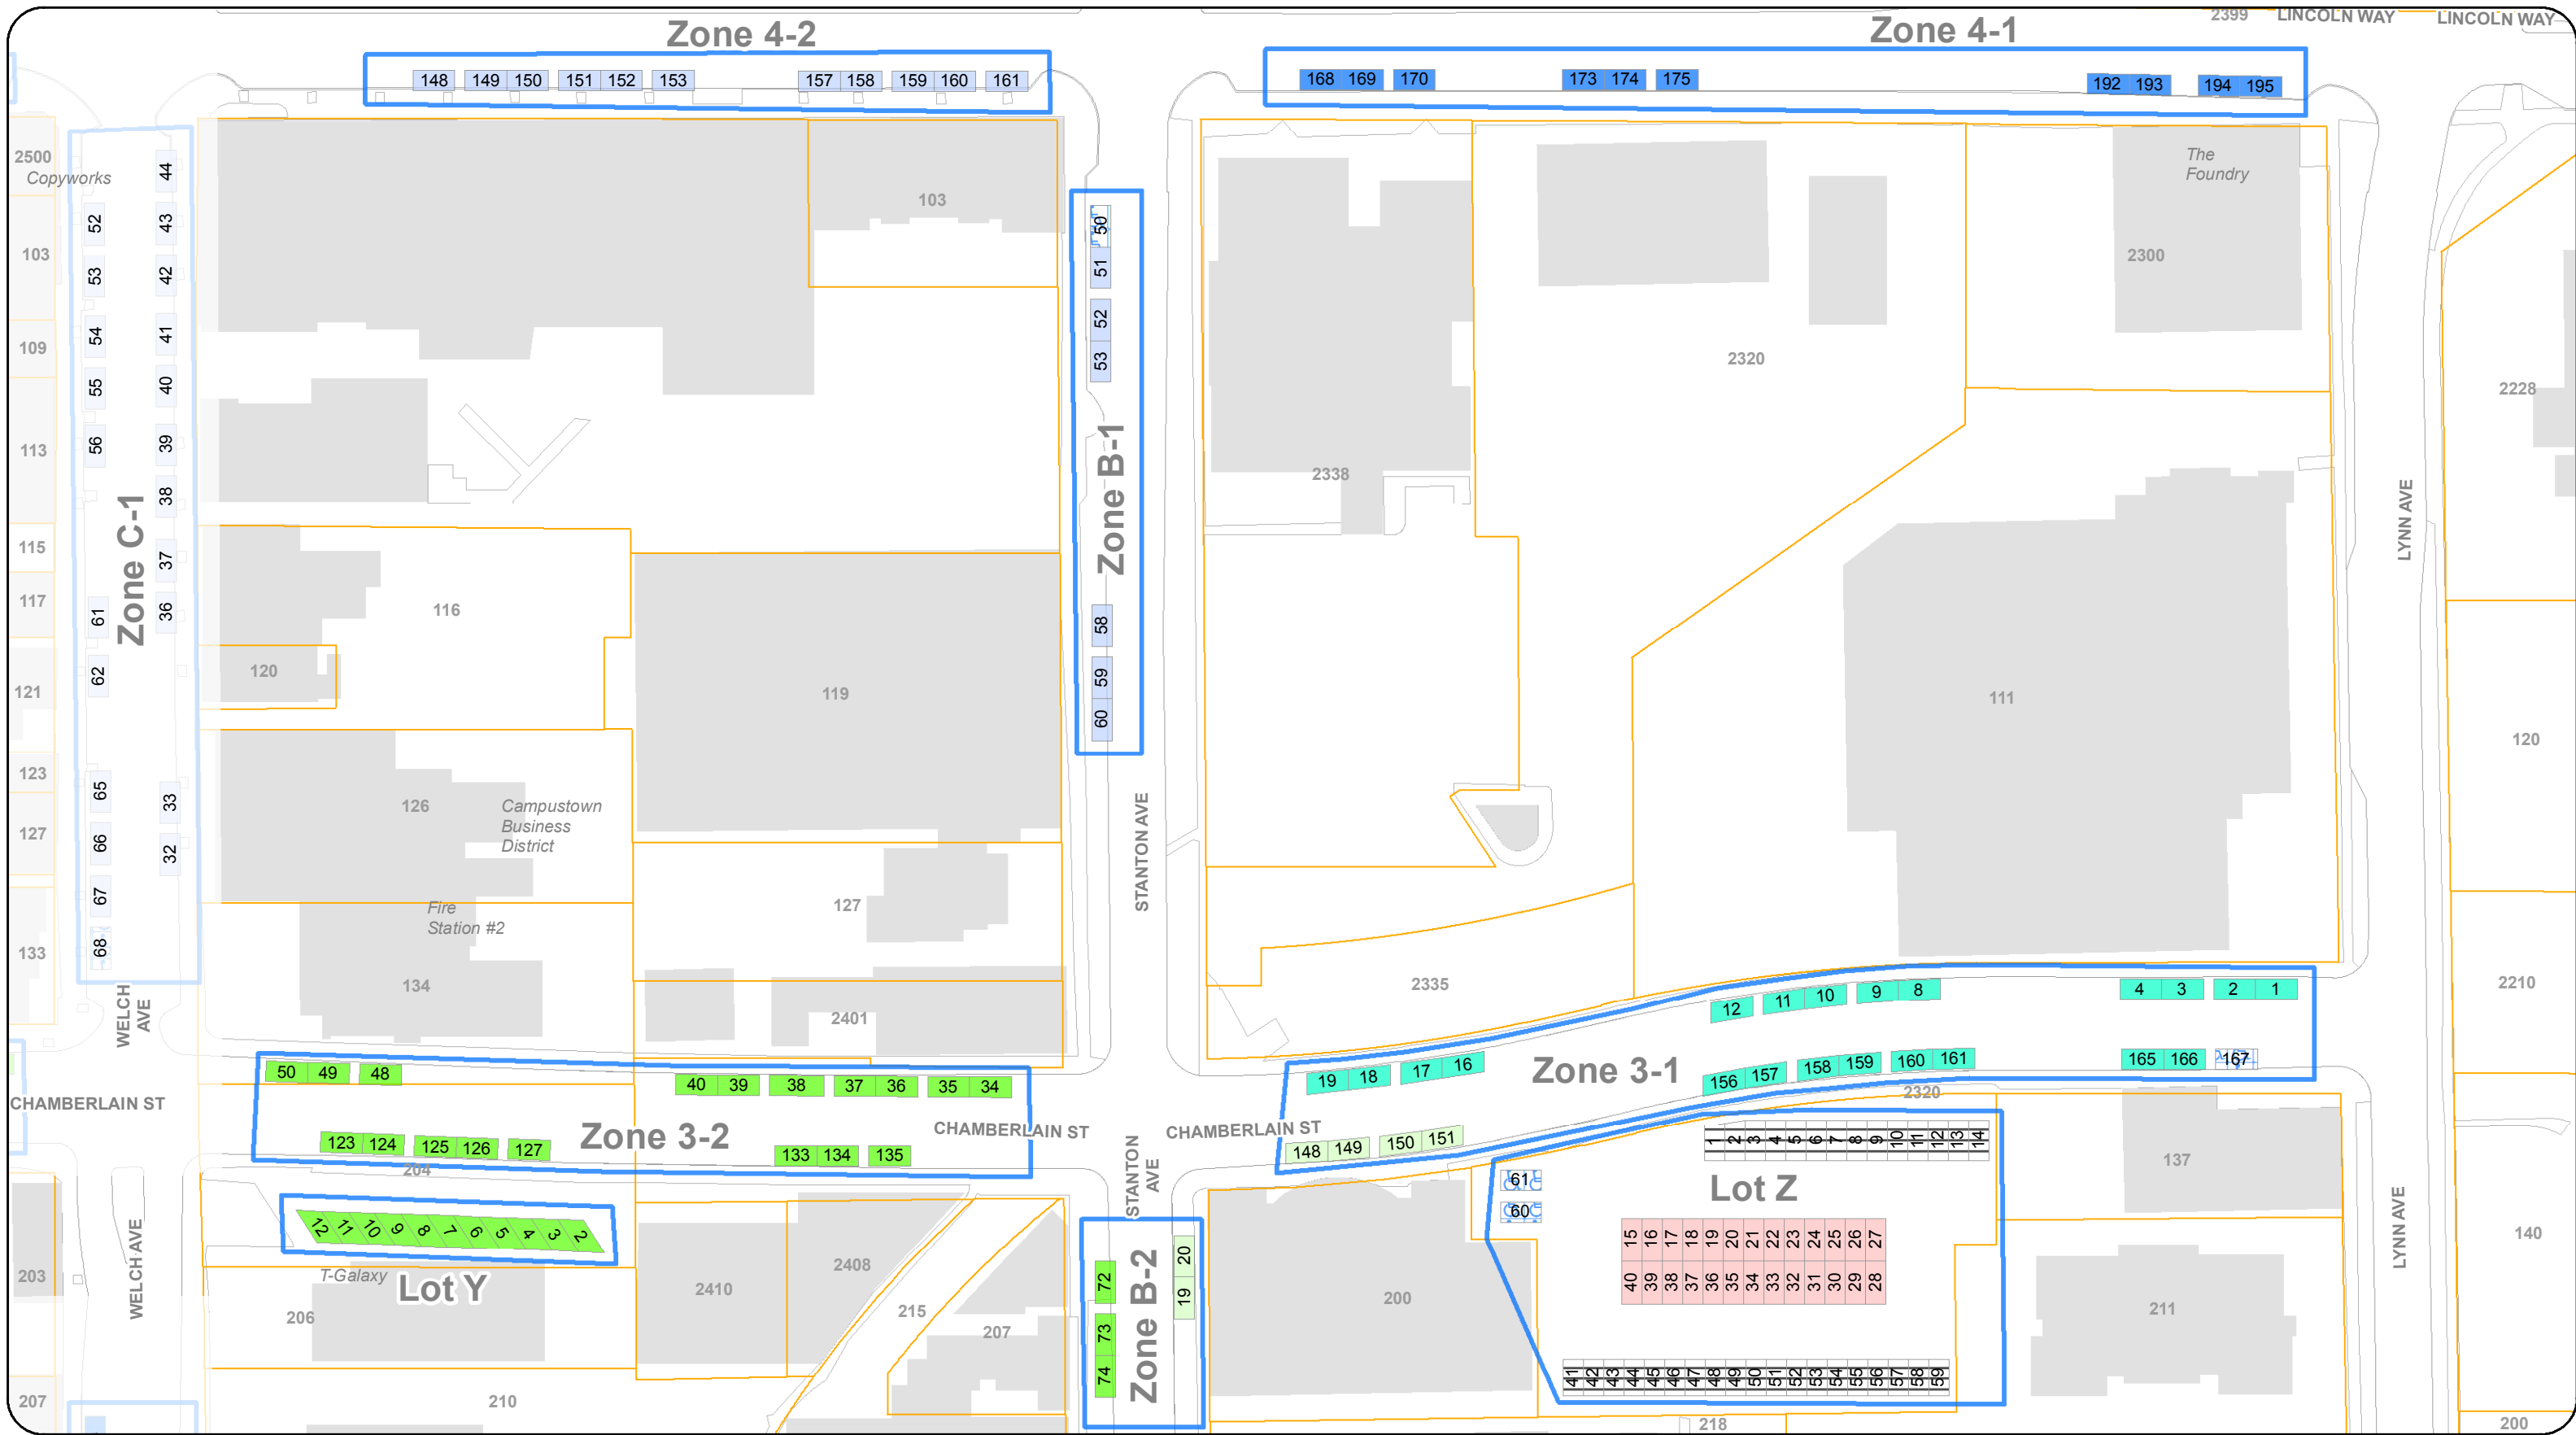 Zone 4-2
Zone 4-1
2399
LINCOLN WAY
LINCOLN WAY
148 149 150 151 152 153 157 158 159 160 161
168 169 170 173 174 175 192 193 194 195
2500
Copyworks
103
109
113
115
117
121
123
127
133
52
53
54
55
56
61
62
65
66
67
68
Zone C-1
44
43
42
41
40
39
38
37
36
33
32
WELCH
AVE
103
116
120
119
126
Campustown
Business
District
Fire
Station #2
134
127
2401
50
51
52
53
58
59
60
Zone B-1
STANTON AVE
2338
2320
The
Foundry
2300
111
2335
LYNN AVE
2228
120
2210
12 11 10 9 8 4 3 2 1
19 18 17 16
Zone 3-1
156 157 158 159 160 161 165 166 167
2320
148 149 150 151
50 49 48 40 39 38 37 36 35 34
CHAMBERLAIN ST
123 124 125 126 127
Zone 3-2
133 134 135
CHAMBERLAIN ST
CHAMBERLAIN ST
204
STANTON
AVE
12 11 10 9 8 7 6 5 4 3 2
T-Galaxy
Lot Y
WELCH AVE
203
206
207
210
2410
2408
215
207
72
73
74
Zone B-2
20
19
200
61
60
1 2 3 4 5 6 7 8 9 10 11 12 13 14
Lot Z
15 16 17 18 19 20 21 22 23 24 25 26 27
40 39 38 37 36 35 34 33 32 31 30 29 28
41 42 43 44 45 46 47 48 49 50 51 52 53 54 55 56 57 58 59
218
137
211
LYNN AVE
140
200